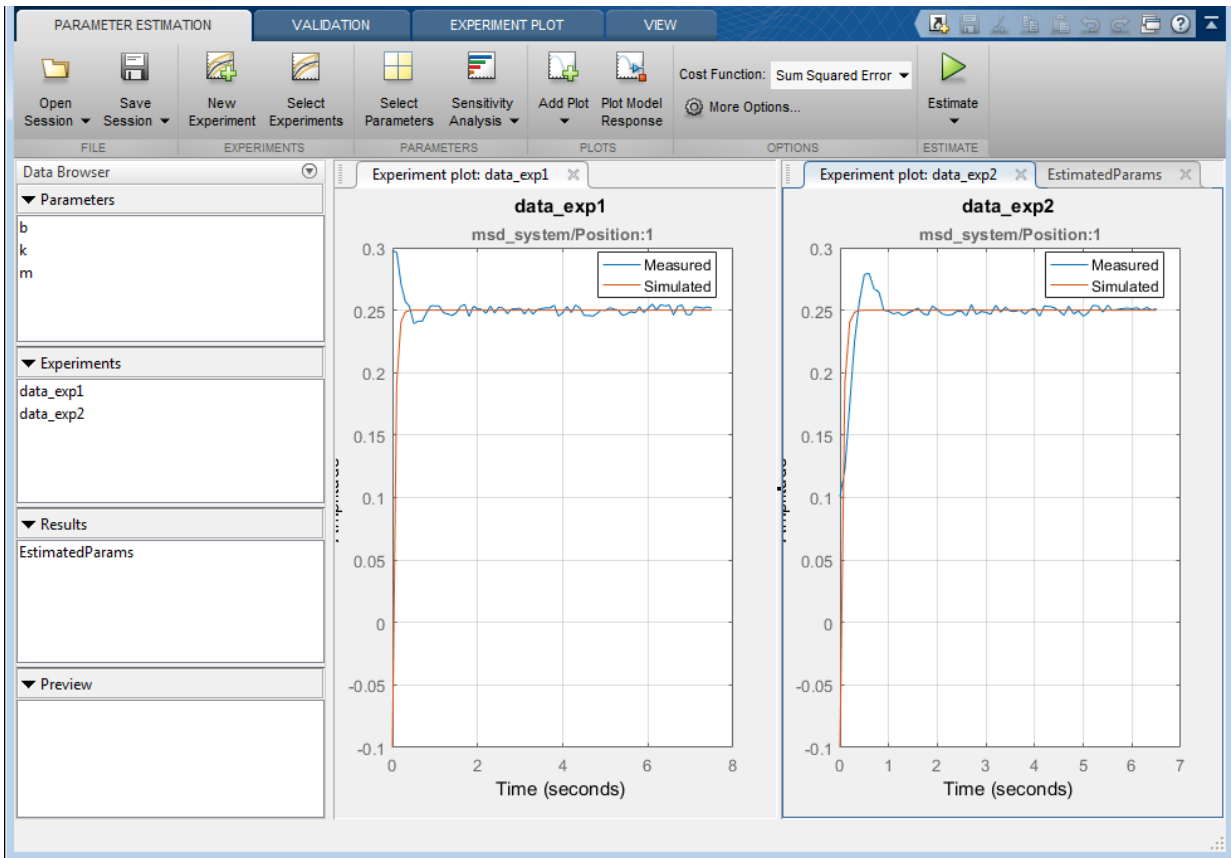 PARAMETER ESTIMATION VALIDATION EXPERIMENT PLOT VIEW
Open Session Save Session New Experiment Select Experiments Select Parameters Sensitivity Analysis Add Plot Plot Model Response Cost Function: Sum Squared Error Estimate
More Options...
FILE EXPERIMENTS PARAMETERS PLOTS OPTIONS ESTIMATE
Data Browser
Parameters
b
k
m
Experiments
data_exp1
data_exp2
Results
EstimatedParams
Preview
Experiment plot: data_exp1
data_exp1
msd_system/Position:1
Measured
Simulated
0.3
0.25
0.2
0.15
0.1
0.05
0
-0.05
-0.1
0 2 4 6 8
Time (seconds)
Experiment plot: data_exp2 EstimatedParams
data_exp2
msd_system/Position:1
Measured
Simulated
0.3
0.25
0.2
0.15
0.1
0.05
0
-0.05
-0.1
0 1 2 3 4 5 6 7
Time (seconds)